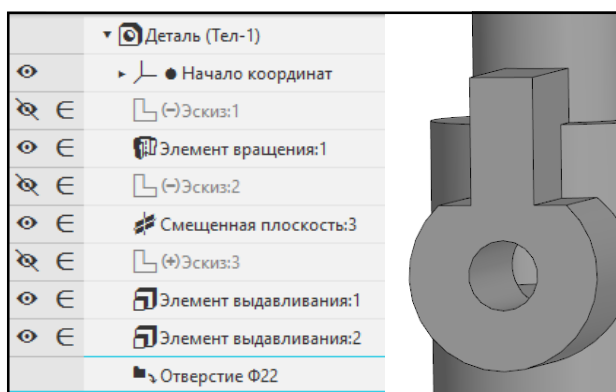 Деталь (Тел-1)
Начало координат
∈ (−)Эскиз:1
∈ Элемент вращения:1
∈ (−)Эскиз:2
∈ Смещенная плоскость:3
∈ (+)Эскиз:3
∈ Элемент выдавливания:1
∈ Элемент выдавливания:2
Отверстие Ф22